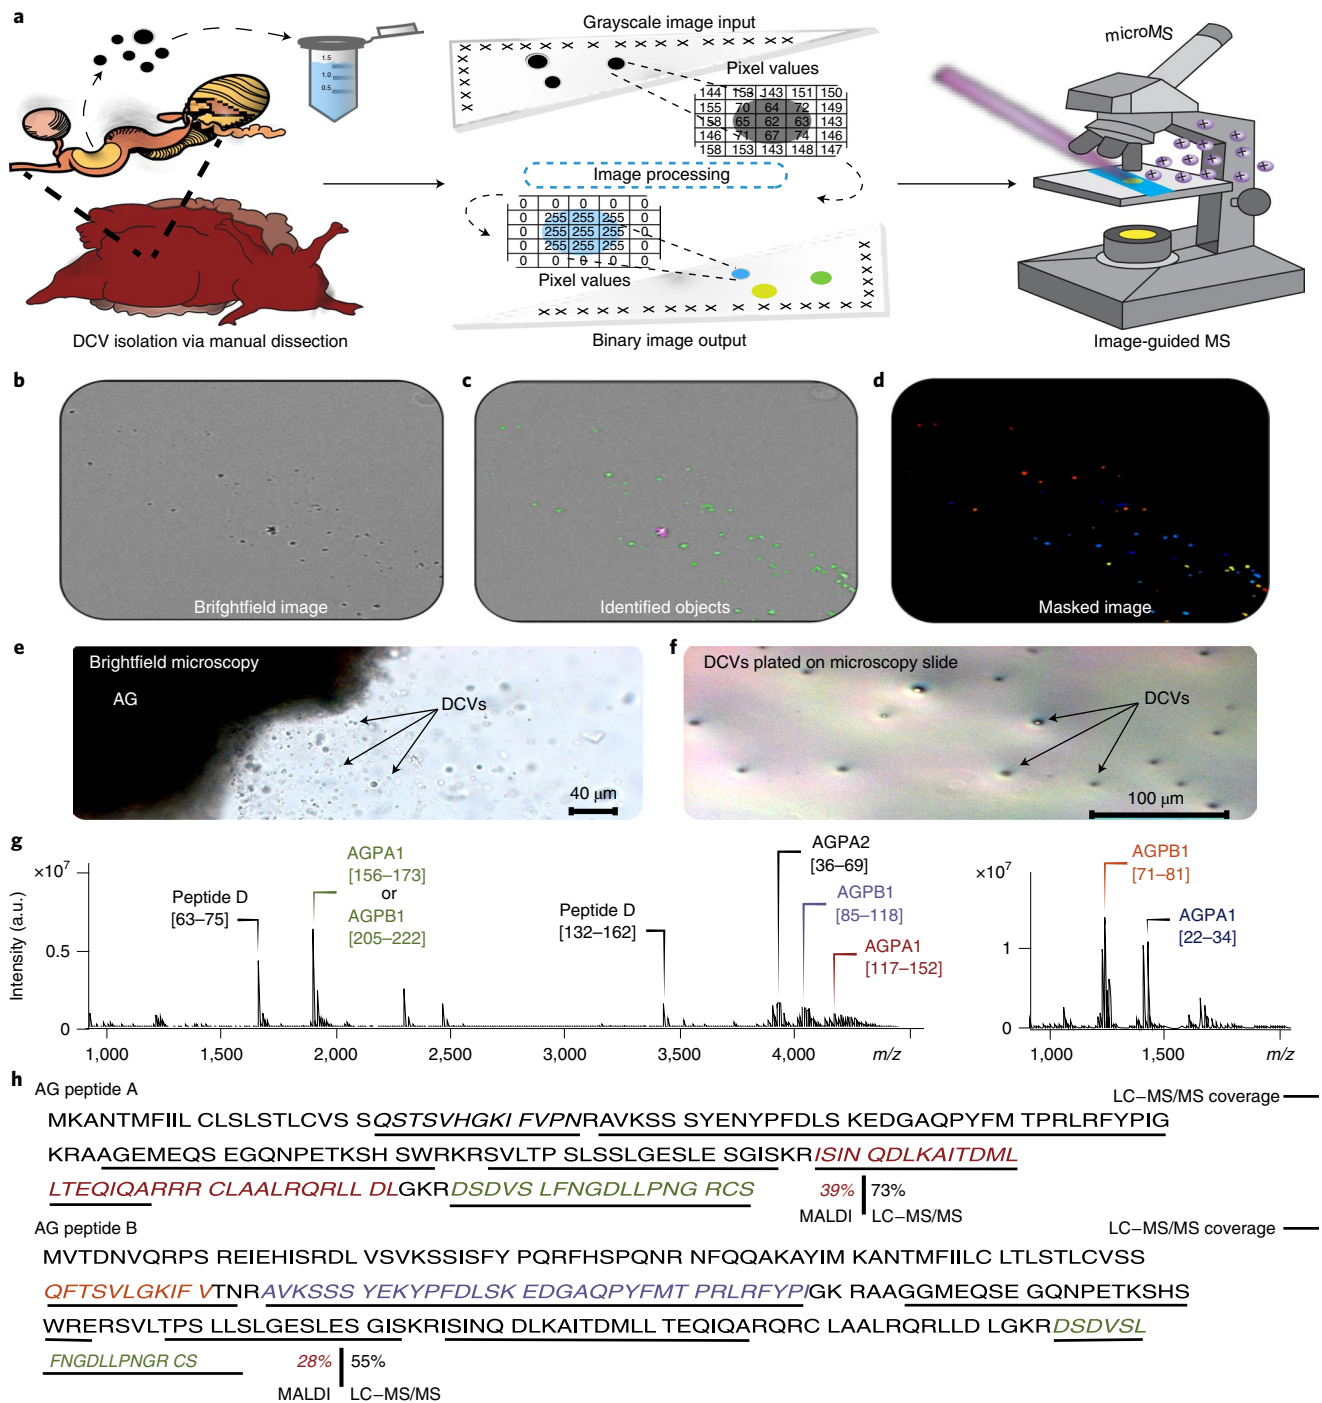 a
Grayscale image input
microMS
Pixel values
1.5
1.0
0.5
144 153 143 151 150
155 70 64 72 149
158 65 62 63 143
146 71 67 74 146
158 153 143 148 147
Image processing
0 0 0 0 0
0 255 255 255 0
0 255 255 255 0
0 255 255 255 0
0 0 0 0 0
Pixel values
DCV isolation via manual dissection
Binary image output
Image-guided MS
b
c
d
Brifghtfield image
Identified objects
Masked image
e
Brightfield microscopy
AG
DCVs
40 μm
f
DCVs plated on microscopy slide
DCVs
100 μm
g
×10⁷
Intensity (a.u.)
0.5
0
Peptide D
[63–75]
AGPA1
[156–173]
or
AGPB1
[205–222]
Peptide D
[132–162]
AGPA2
[36–69]
AGPB1
[85–118]
AGPA1
[117–152]
1,000 1,500 2,000 2,500 3,000 3,500 4,000 m/z
×10⁷
1
0
AGPB1
[71–81]
AGPA1
[22–34]
1,000 1,500 m/z
h
AG peptide A
LC–MS/MS coverage
MKANTMFIIL CLSLSTLCVS SQSTSVHGKIF VPNRAVKSS SYENYPFDLS KEDGAQPYFM TPRLRFYPIG
KRAAGEMEQS EGQNPETKSH SWRKRSVLTP SLSSLGESLE SGISKRISIN QDLKAITDML
LTEQIQARRR CLAALRQRLL DLGKRDSDVS LFNGDLLPNG RCS
39% 73%
MALDI LC–MS/MS
AG peptide B
LC–MS/MS coverage
MVTDNVQRPS REIEHISRDL VSVKSSISFY PQRFHSPQNR NFQQAKAYIM KANTMFIILC LTLSTLCVSS
QFTSVLGKIF VTNRAVKSSS YEKYPFDLSK EDGAQPYFMT PRLRFYPIGK RAAGGMEQSE GQNPETKSHS
WRERSVLTPS LLSLGESLES GISKRISINQ DLKAITDMLL TEQIQARQRC LAALRQRLLD LGKRDSDVSL
FNGDLLPNGR CS
28% 55%
MALDI LC–MS/MS